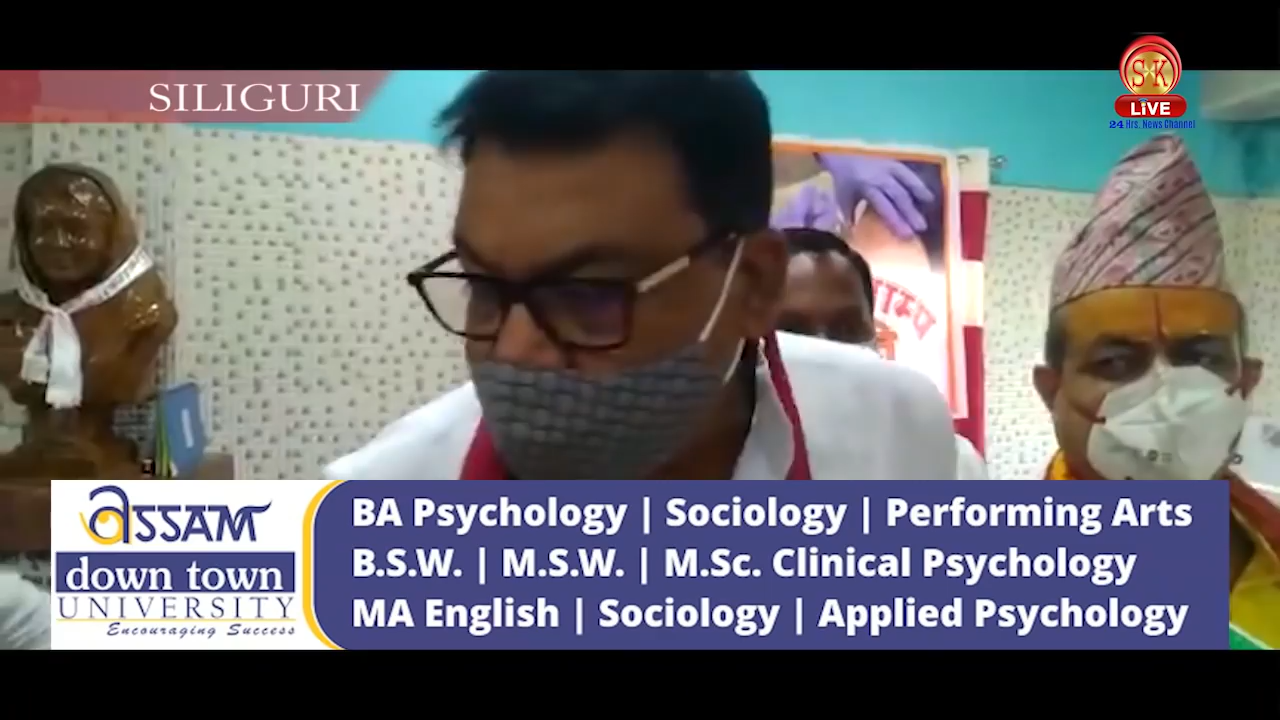 SILIGURI
SK
LIVE
24 Hrs. News Channel
ASSAM
down town
UNIVERSITY
Encouraging Success
BA Psychology | Sociology | Performing Arts
B.S.W. | M.S.W. | M.Sc. Clinical Psychology
MA English | Sociology | Applied Psychology